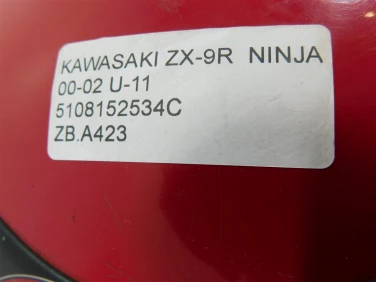 KAWASAKI ZX-9R NINJA
00-02 U-11
5108152534C
ZB.A423